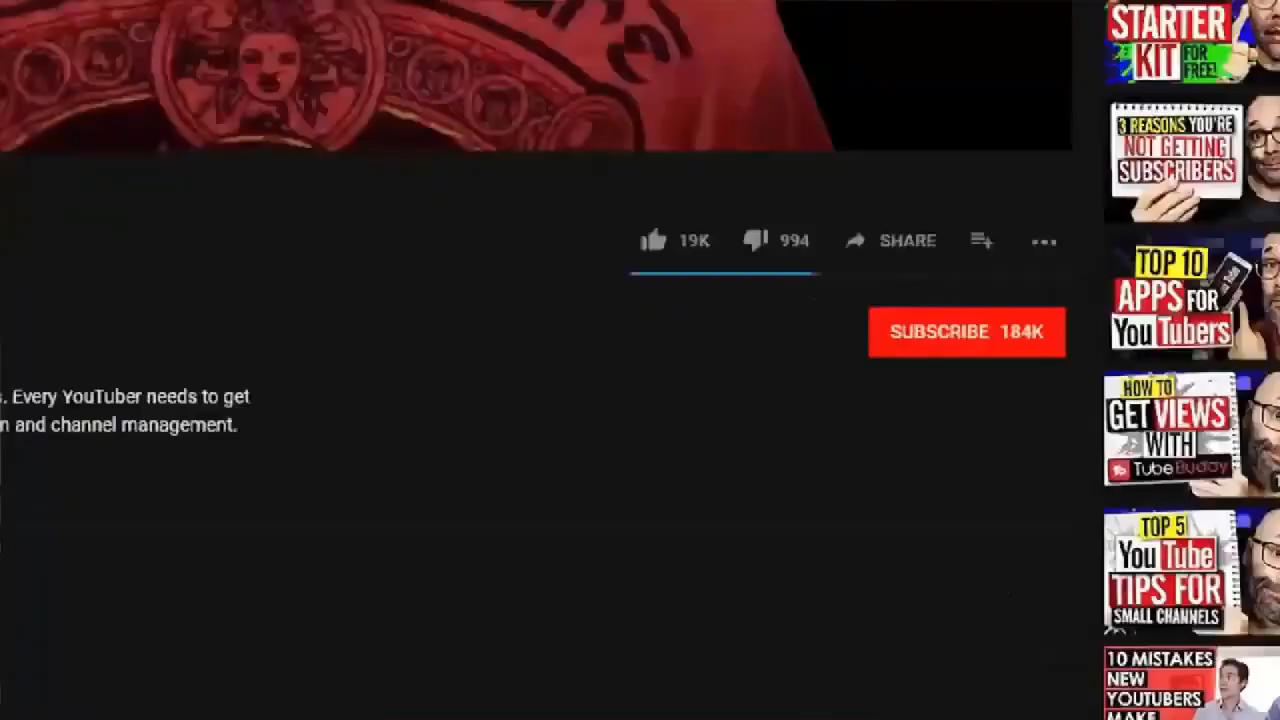 19K 994 SHARE
SUBSCRIBE 184K
. Every YouTuber needs to get
and channel management.
STARTER
KIT FOR
FREE!
3 REASONS YOU'RE
NOT GETTING
SUBSCRIBERS
TOP 10
APPS FOR
YouTubers
HOW TO
GET VIEWS
WITH
TubeBuddy
TOP 5
YouTube
TIPS FOR
SMALL CHANNELS
10 MISTAKES
NEW
YOUTUBERS
MAKE